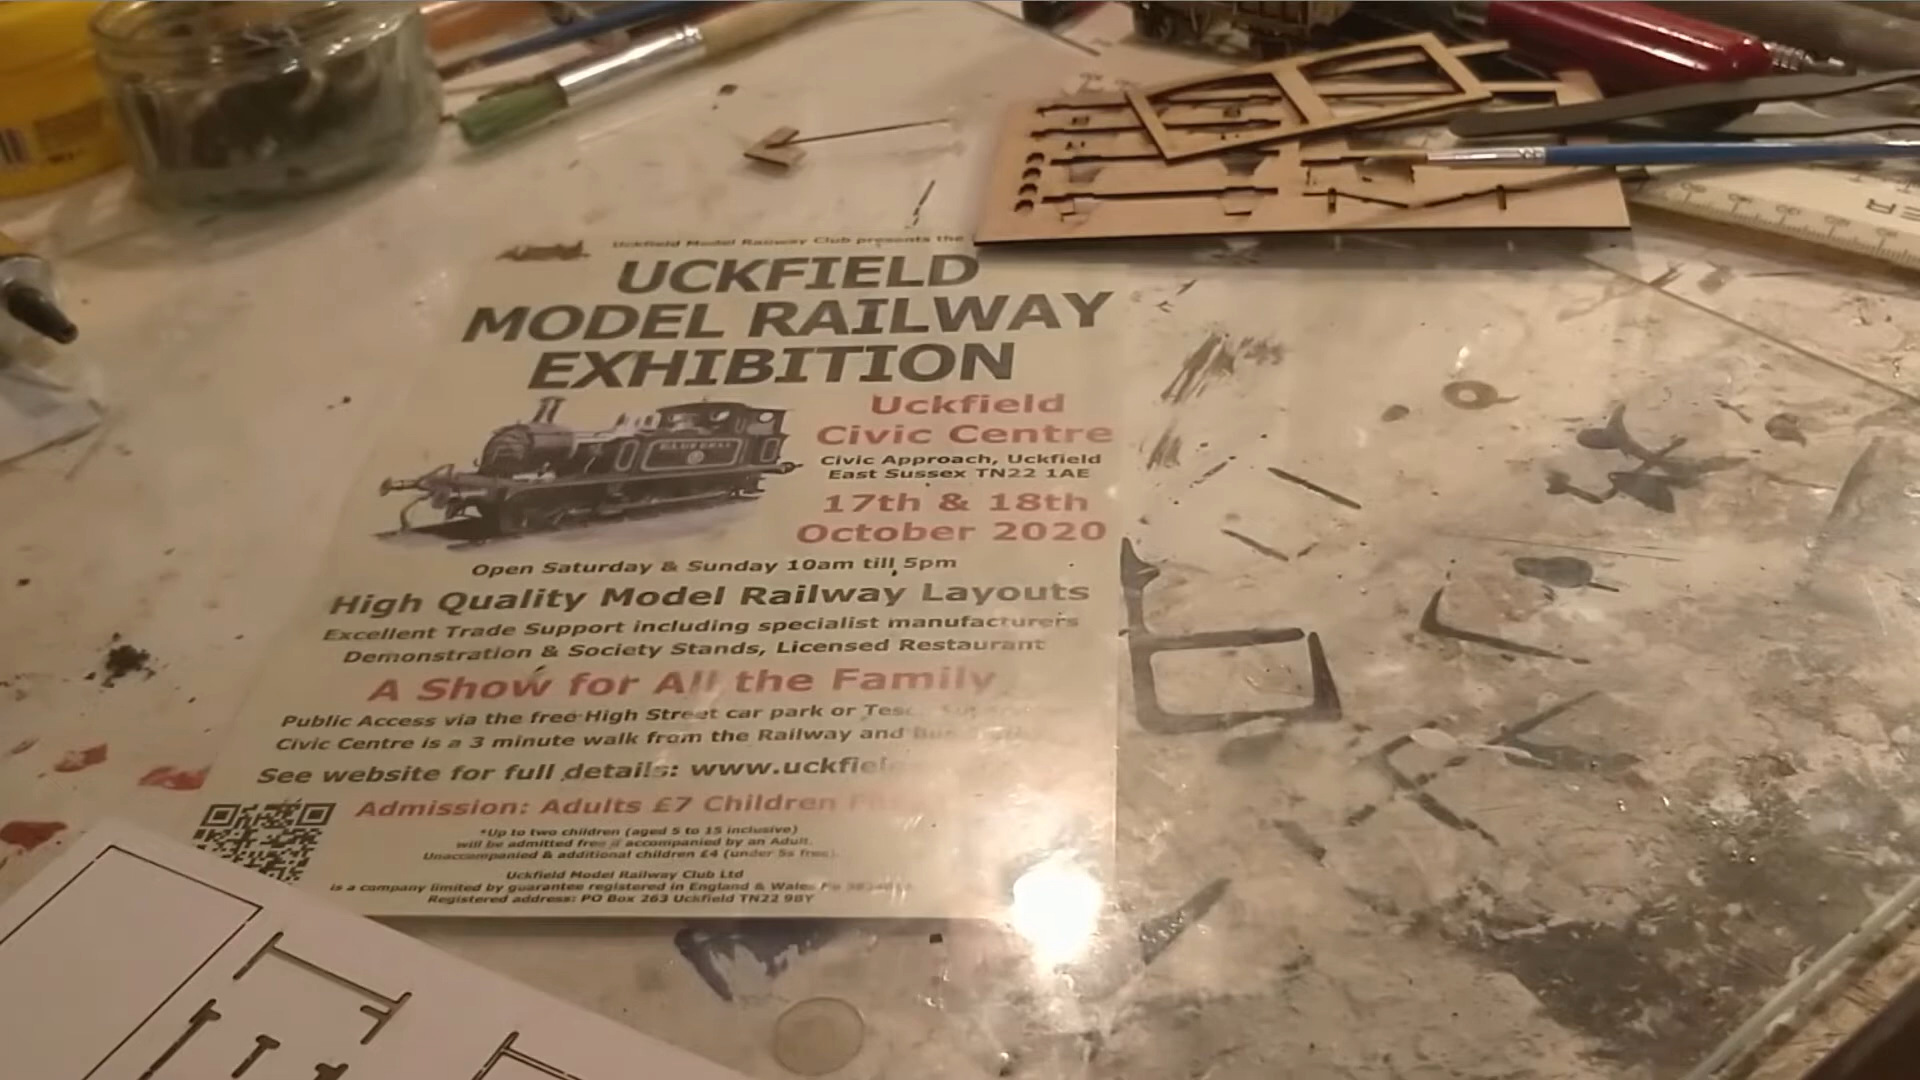 Uckfield Model Railway Club presents the
UCKFIELD
MODEL RAILWAY
EXHIBITION
Uckfield
Civic Centre
Civic Approach, Uckfield
East Sussex TN22 1AE
17th & 18th
October 2020
Open Saturday & Sunday 10am till 5pm
High Quality Model Railway Layouts
Excellent Trade Support including specialist manufacturers
Demonstration & Society Stands, Licensed Restaurant
A Show for All the Family
Public Access via the free High Street car park or
Civic Centre is a 3 minute walk from the Railway and
See website for full details:
Admission: Adults £7 Children
*Up to two children (aged 5 to 15 inclusive)
will be admitted free if accompanied by an Adult.
Unaccompanied & additional children £4 (under 5s free).
Uckfield Model Railway Club Ltd
is a company limited by guarantee registered in England & Wales
Registered address: PO Box 263 Uckfield TN22 9BY